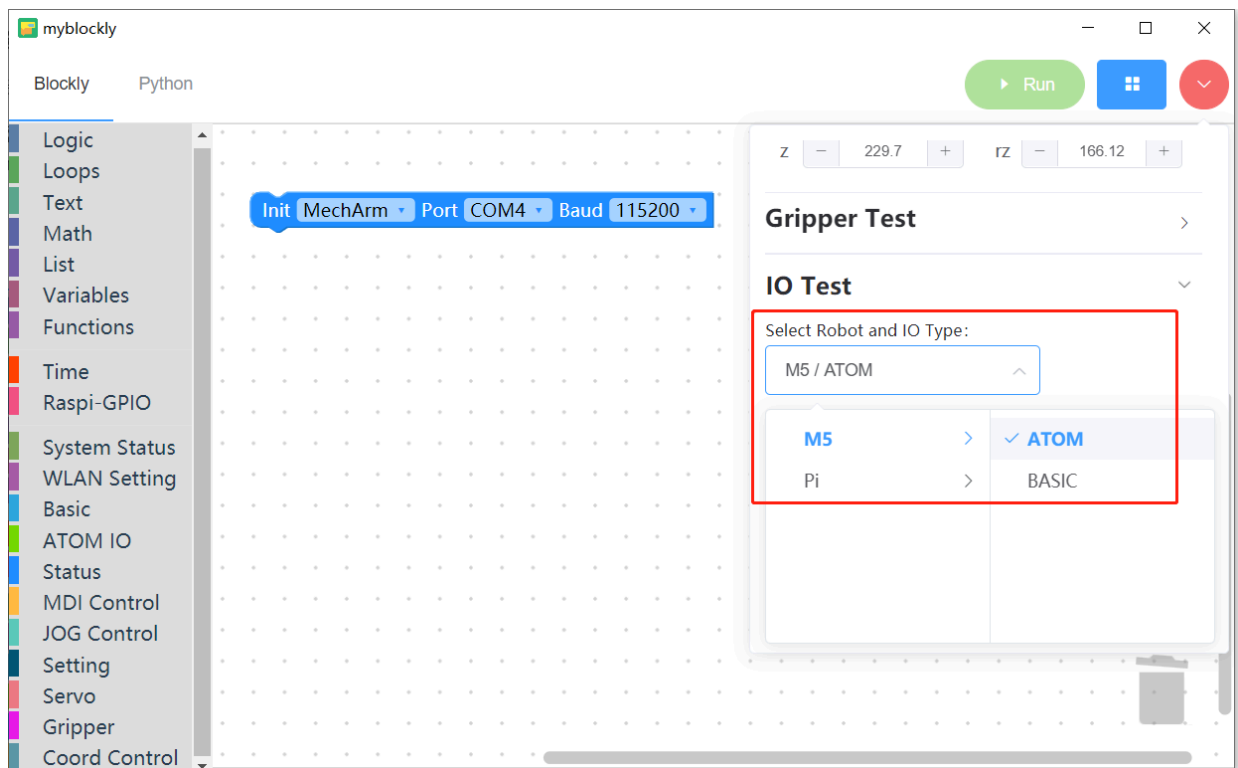 myblockly
Blockly Python
Run
Logic
Loops
Text
Math
List
Variables
Functions
Time
Raspi-GPIO
System Status
WLAN Setting
Basic
ATOM IO
Status
MDI Control
JOG Control
Setting
Servo
Gripper
Coord Control
Init MechArm Port COM4 Baud 115200
z − 229.7 + rz − 166.12 +
Gripper Test
IO Test
Select Robot and IO Type:
M5 / ATOM
M5
Pi
ATOM
BASIC